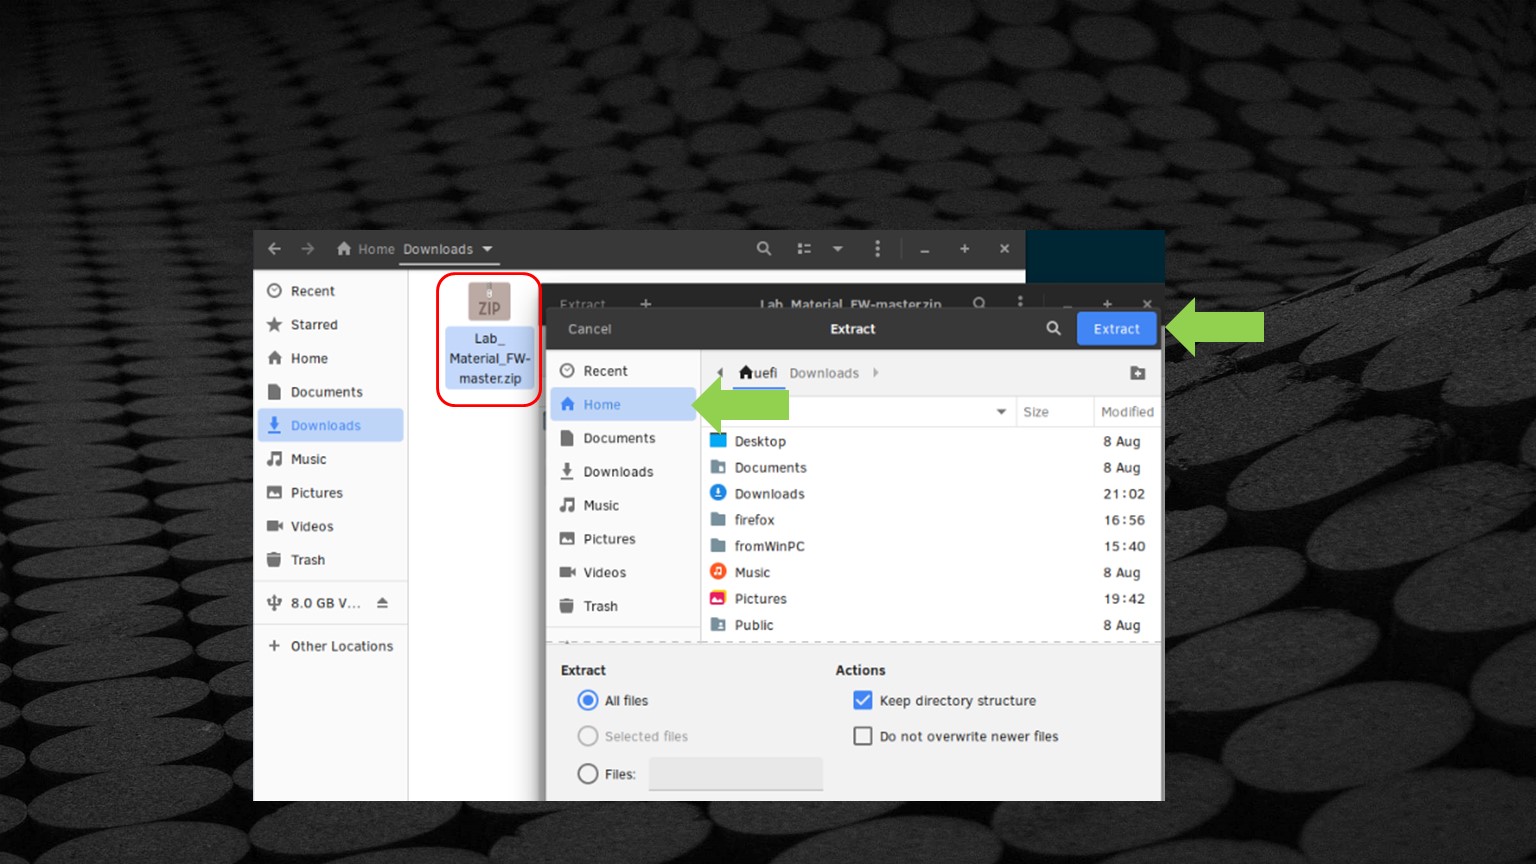 Home Downloads
Recent
Starred
Home
Documents
Downloads
Music
Pictures
Videos
Trash
8.0 GB V...
Other Locations
ZIP
Lab_
Material_FW-
master.zip
Extract + Lab_Material_FW-master.zip
Cancel Extract Extract
Recent
Home
Documents
Downloads
Music
Pictures
Videos
Trash
uefi Downloads
Size Modified
Desktop 8 Aug
Documents 8 Aug
Downloads 21:02
firefox 16:56
fromWinPC 15:40
Music 8 Aug
Pictures 19:42
Public 8 Aug
Extract
All files
Selected files
Files:
Actions
Keep directory structure
Do not overwrite newer files